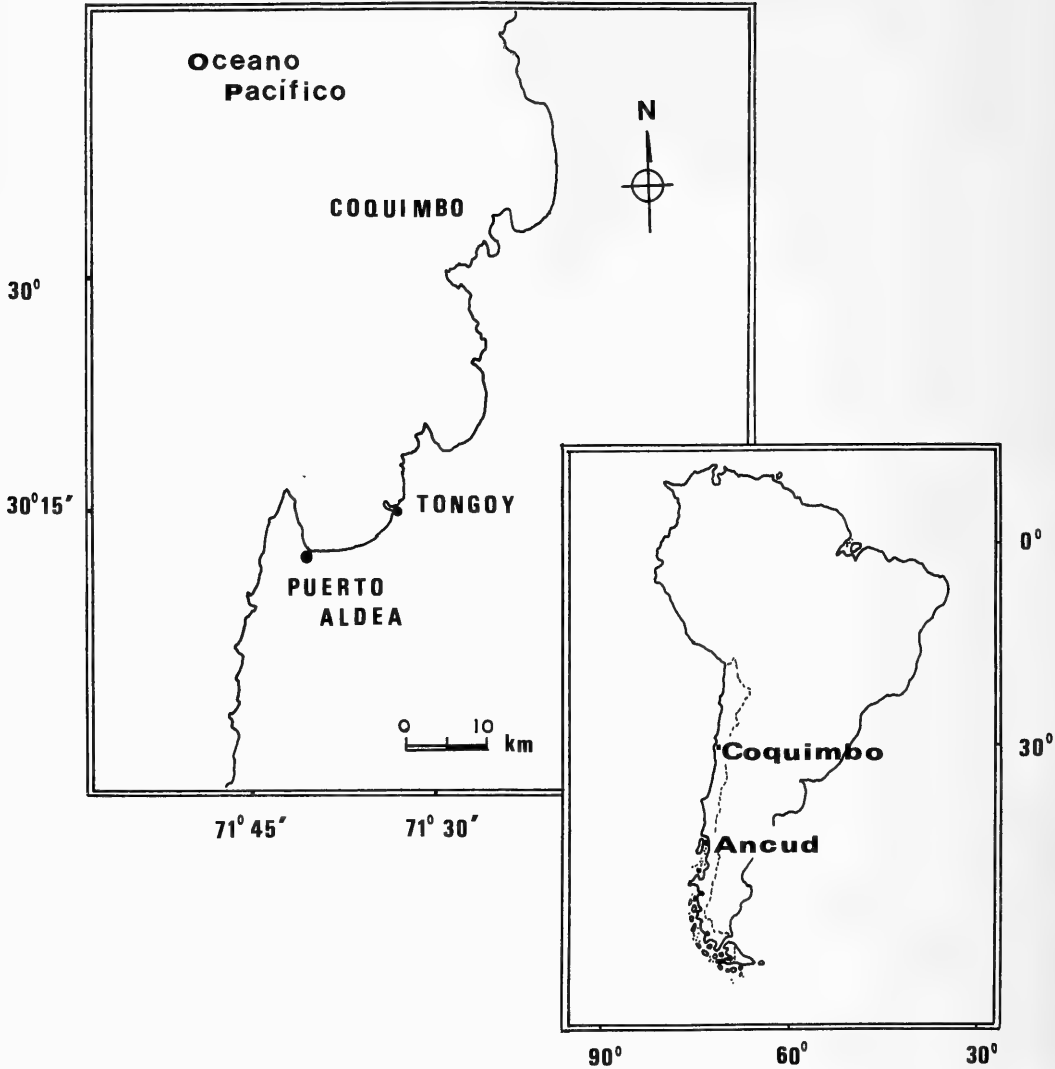 Oceano
Pacífico
N
COQUIMBO
30°
30°15'
TONGOY
PUERTO
ALDEA
0 10
km
71° 45' 71° 30'
0°
30°
Coquimbo
Ancud
90° 60° 30°